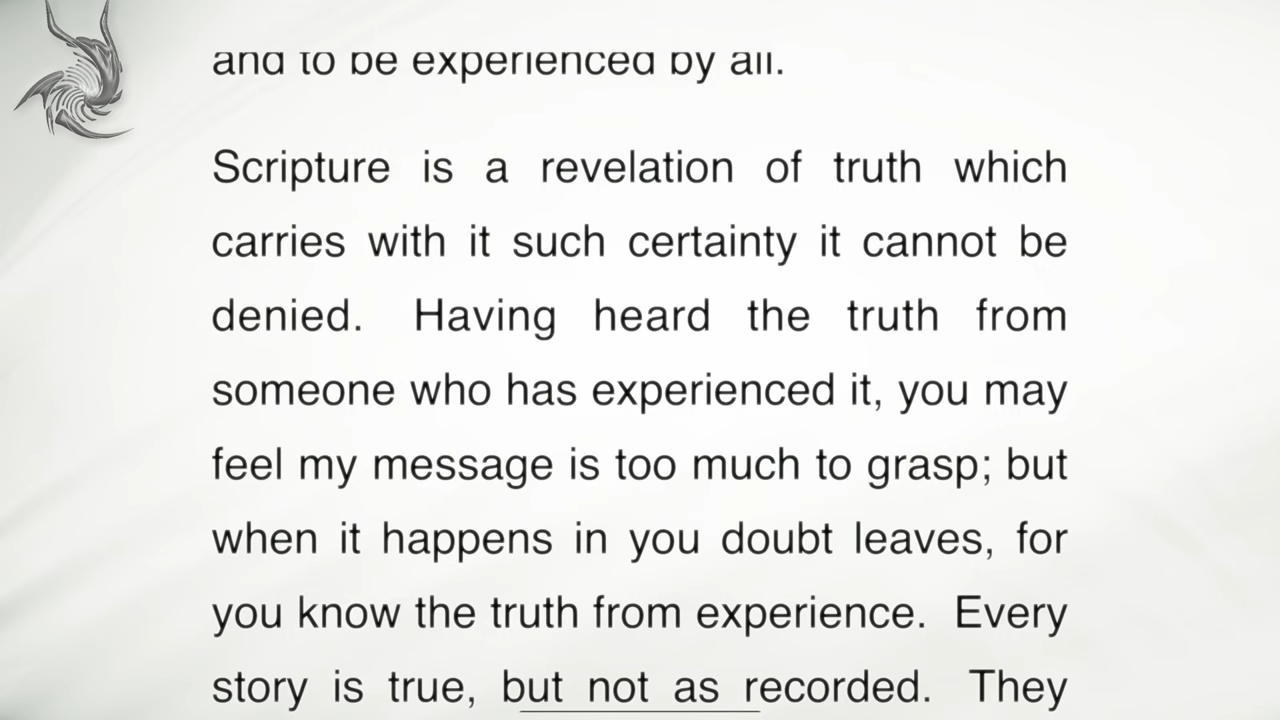 and to be experienced by all.
Scripture is a revelation of truth which
carries with it such certainty it cannot be
denied. Having heard the truth from
someone who has experienced it, you may
feel my message is too much to grasp; but
when it happens in you doubt leaves, for
you know the truth from experience. Every
story is true, but not as recorded. They